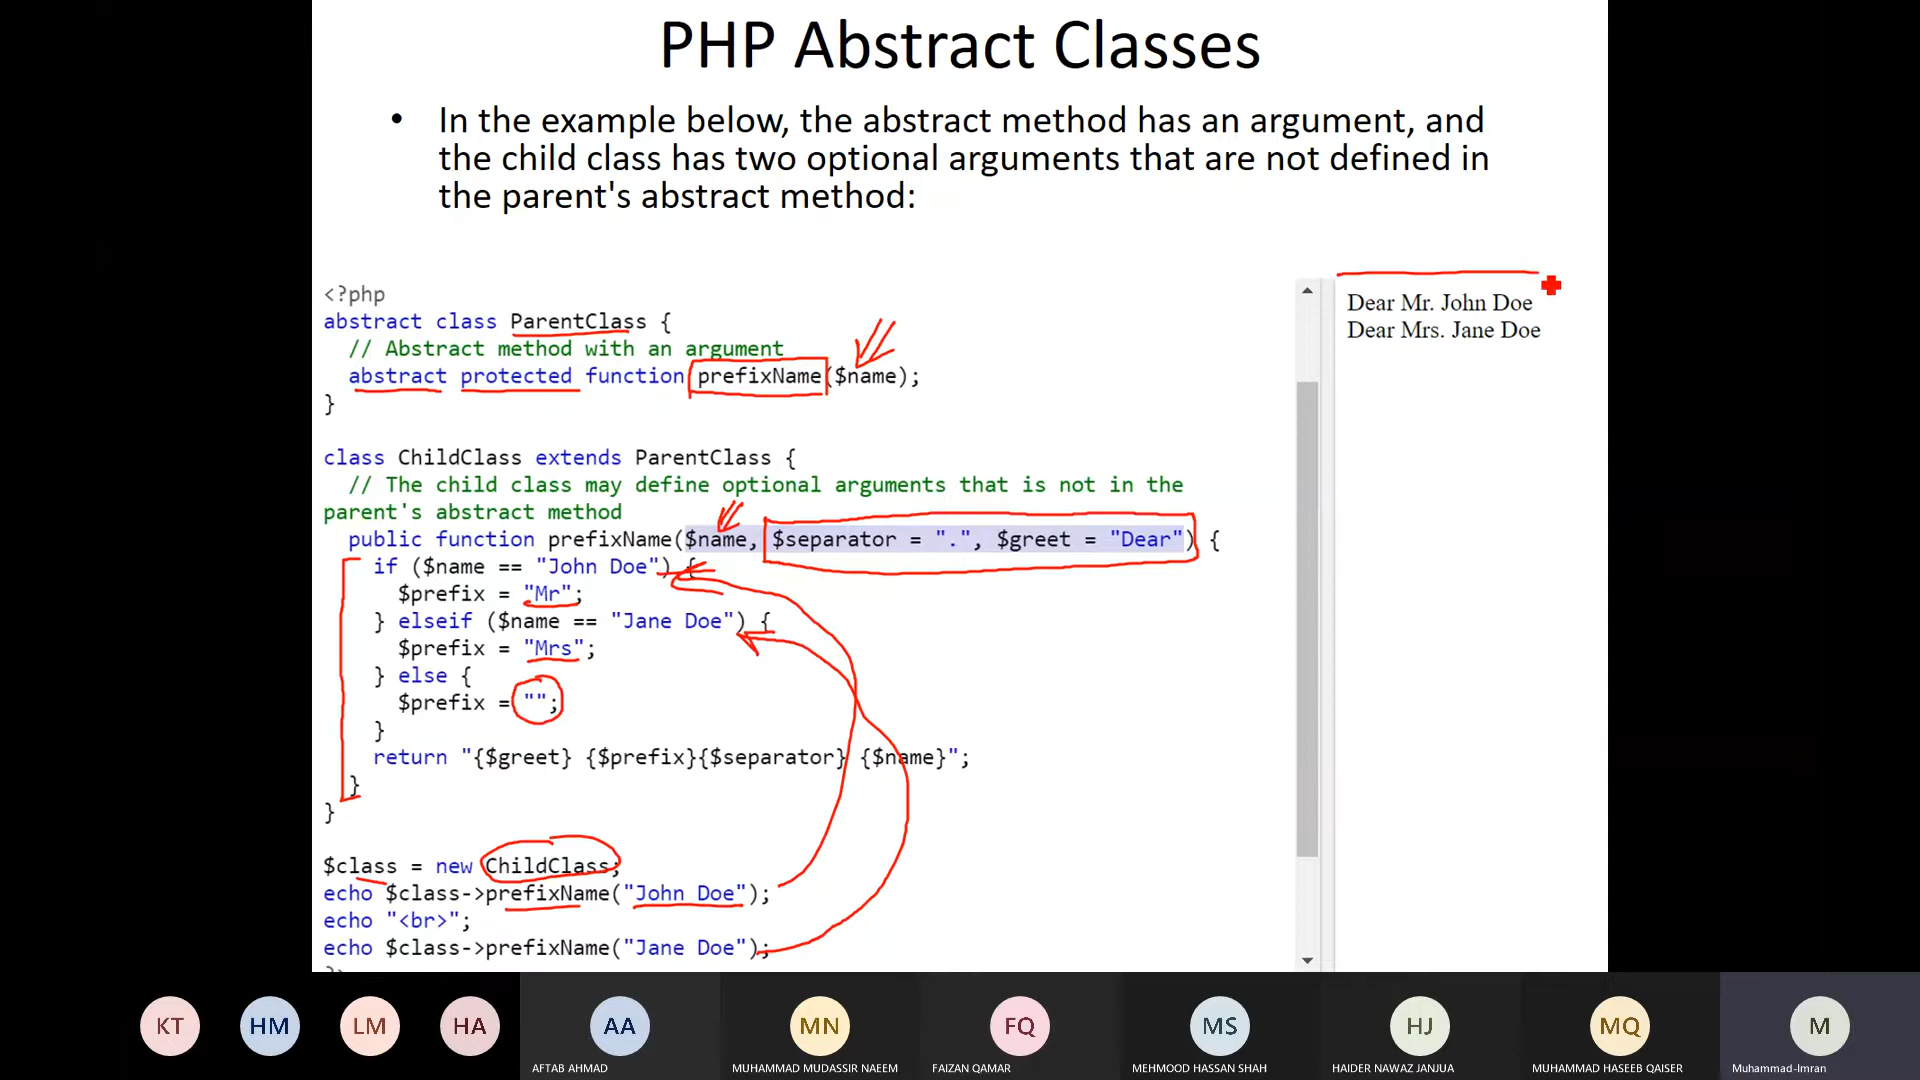 PHP Abstract Classes
• In the example below, the abstract method has an argument, and
the child class has two optional arguments that are not defined in
the parent's abstract method:
<?php
abstract class ParentClass {
// Abstract method with an argument
abstract protected function prefixName($name);
}
class ChildClass extends ParentClass {
// The child class may define optional arguments that is not in the
parent's abstract method
public function prefixName($name, $separator = ".", $greet = "Dear") {
if ($name == "John Doe") {
$prefix = "Mr";
} elseif ($name == "Jane Doe") {
$prefix = "Mrs";
} else {
$prefix = "";
}
return "{$greet} {$prefix}{$separator} {$name}";
}
}
$class = new ChildClass;
echo $class->prefixName("John Doe");
echo "<br>";
echo $class->prefixName("Jane Doe");
Dear Mr. John Doe
Dear Mrs. Jane Doe
KT
HM
LM
HA
AA
AFTAB AHMAD
MN
MUHAMMAD MUDASSIR NAEEM
FQ
FAIZAN QAMAR
MS
MEHMOOD HASSAN SHAH
HJ
HAIDER NAWAZ JANJUA
MQ
MUHAMMAD HASEEB QAISER
M
Muhammad-Imran